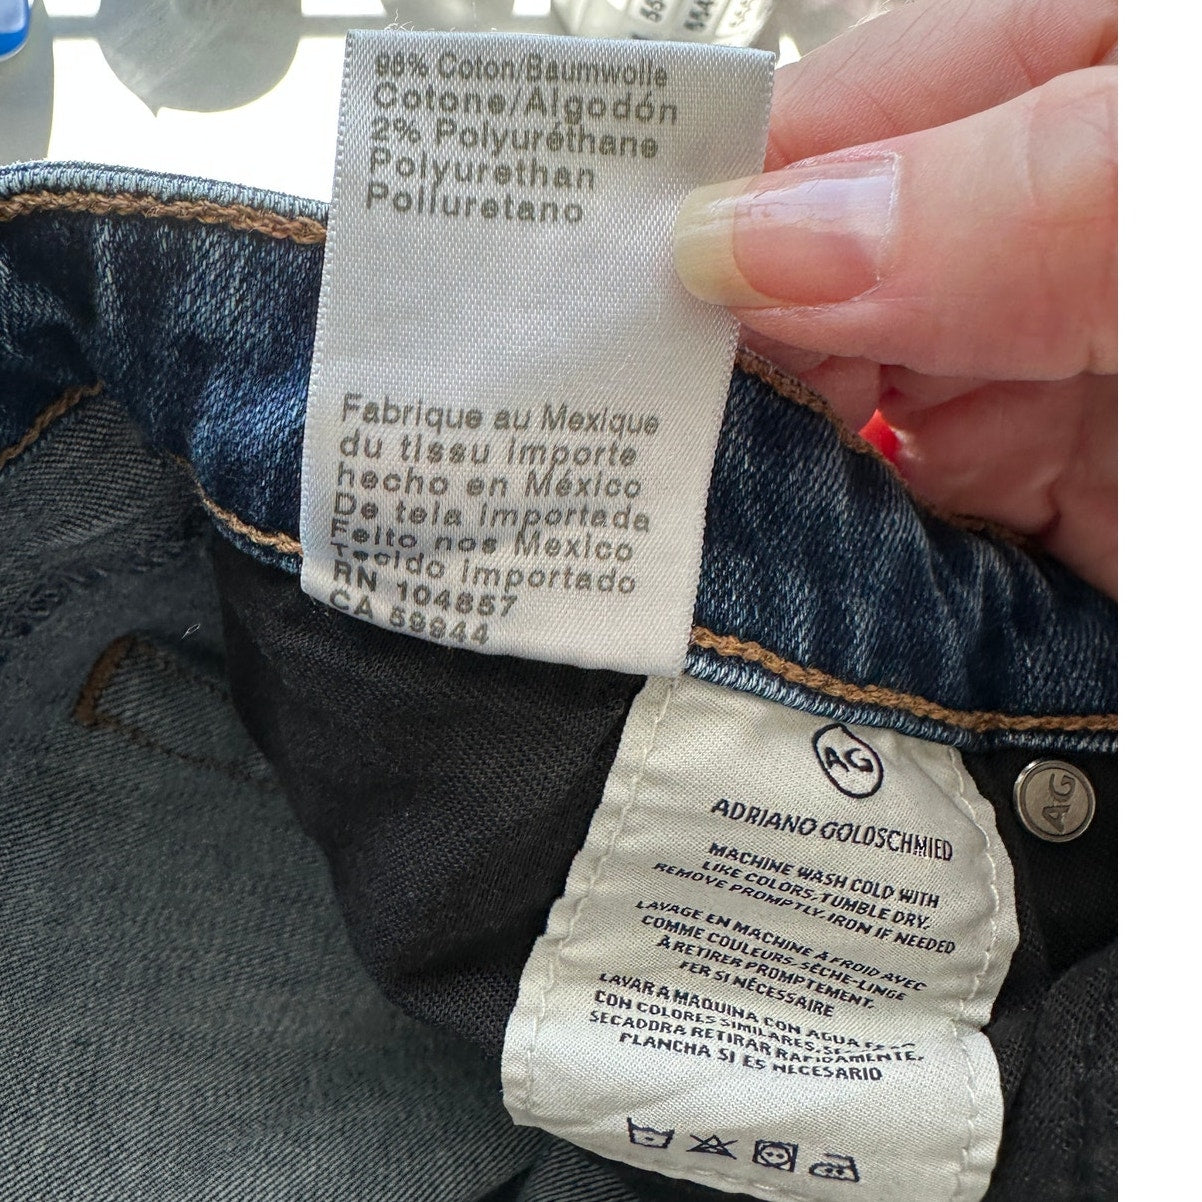 98% Coton/Baumwolle
Cotone/Algodón
2% Polyuréthane
Polyurethan
Poliuretano
Fabrique au Mexique
du tissu importe
hecho en México
De tela importada
Feito nos Mexico
Tecido importado
RN 104857
CA 59944
AG
ADRIANO GOLDSCHMIED
MACHINE WASH COLD WITH
LIKE COLORS, TUMBLE DRY,
REMOVE PROMPTLY, IRON IF NEEDED
LAVAGE EN MACHINE À FROID AVEC
COMME COULEURS, SÈCHE-LINGE
À RETIRER PROMPTEMENT,
FER SI NÉCESSAIRE
LAVAR A MAQUINA CON AGUA
CON COLORES SIMILARES,
SECADORA RETIRAR RAPIDAMENTE,
PLANCHA SI ES NECESARIO
AG